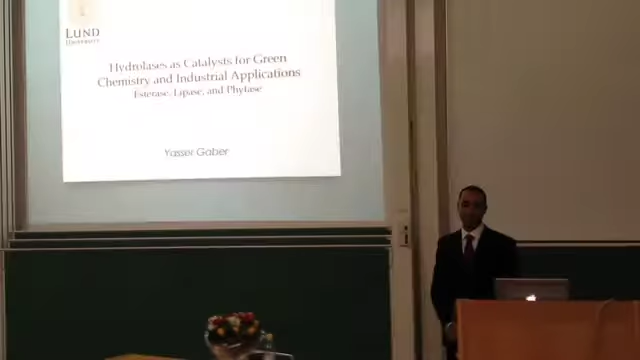 LUND
UNIVERSITY
Hydrolases as Catalysts for Green
Chemistry and Industrial Applications
Esterase, Lipase, and Phytase
Yasser Gaber